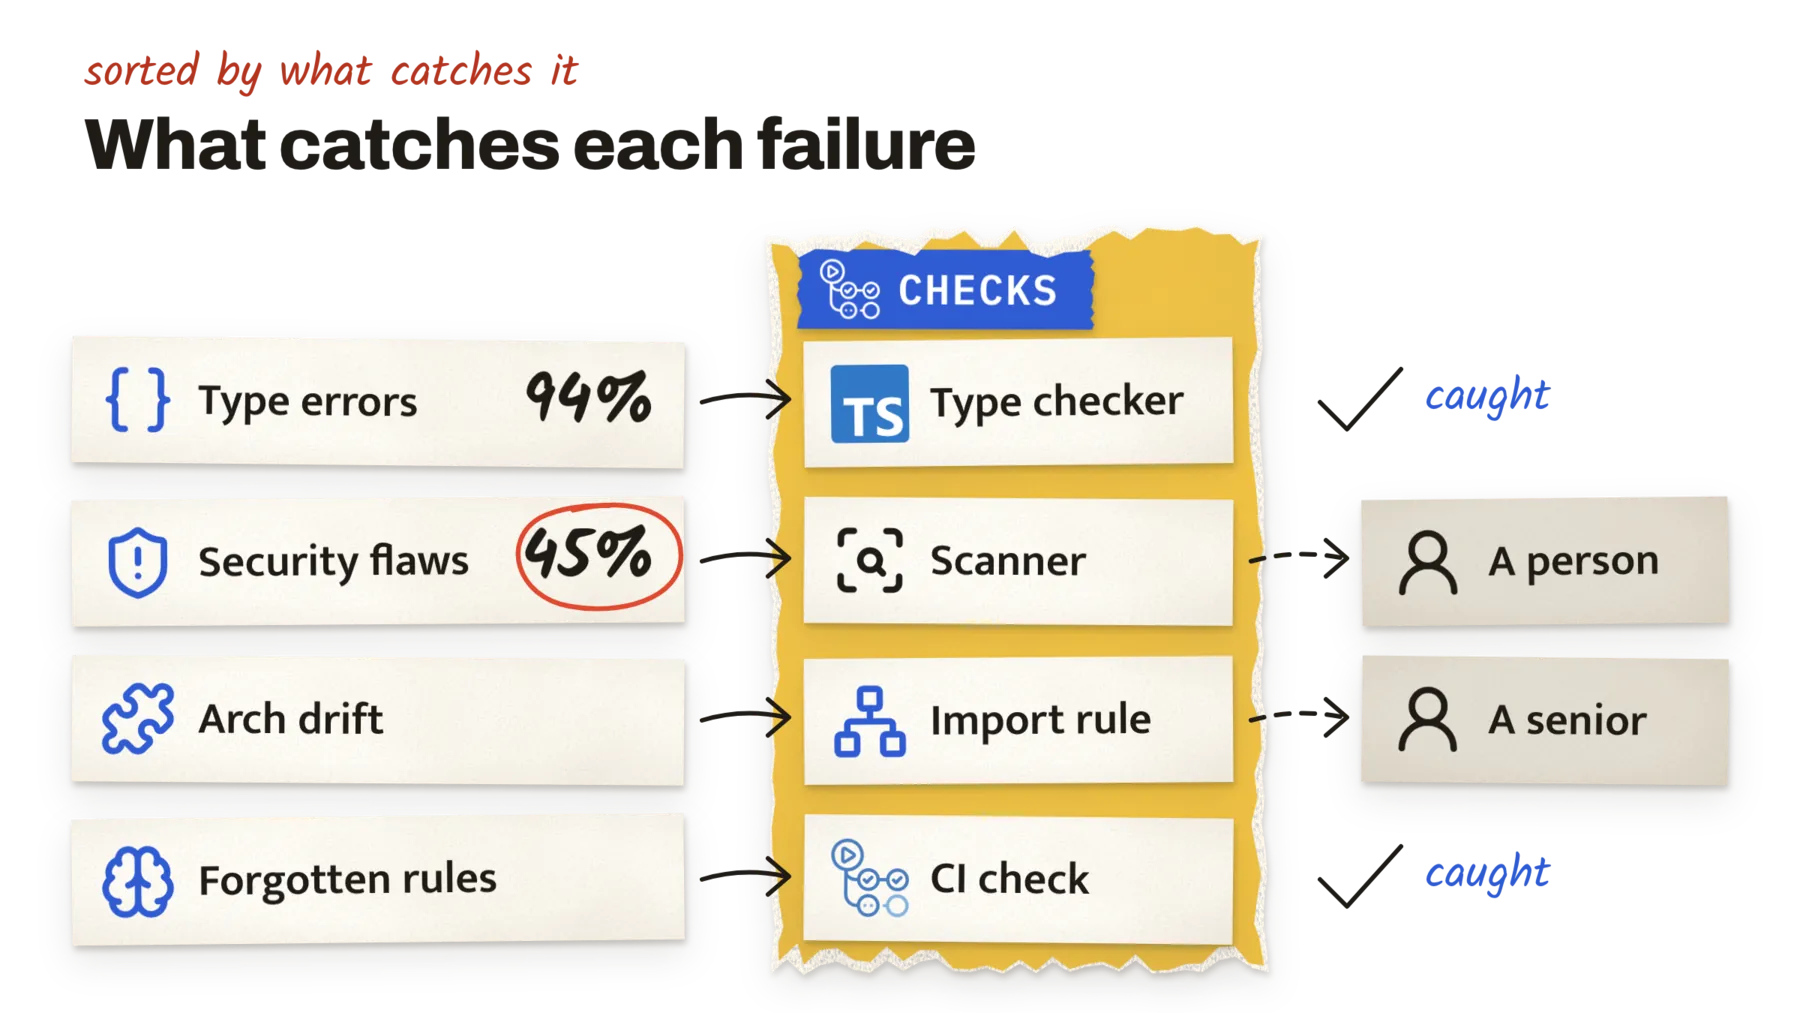 sorted by what catches it
What catches each failure
CHECKS
Type errors 94%
TS Type checker
caught
Security flaws 45%
Scanner
A person
Arch drift
Import rule
A senior
Forgotten rules
CI check
caught